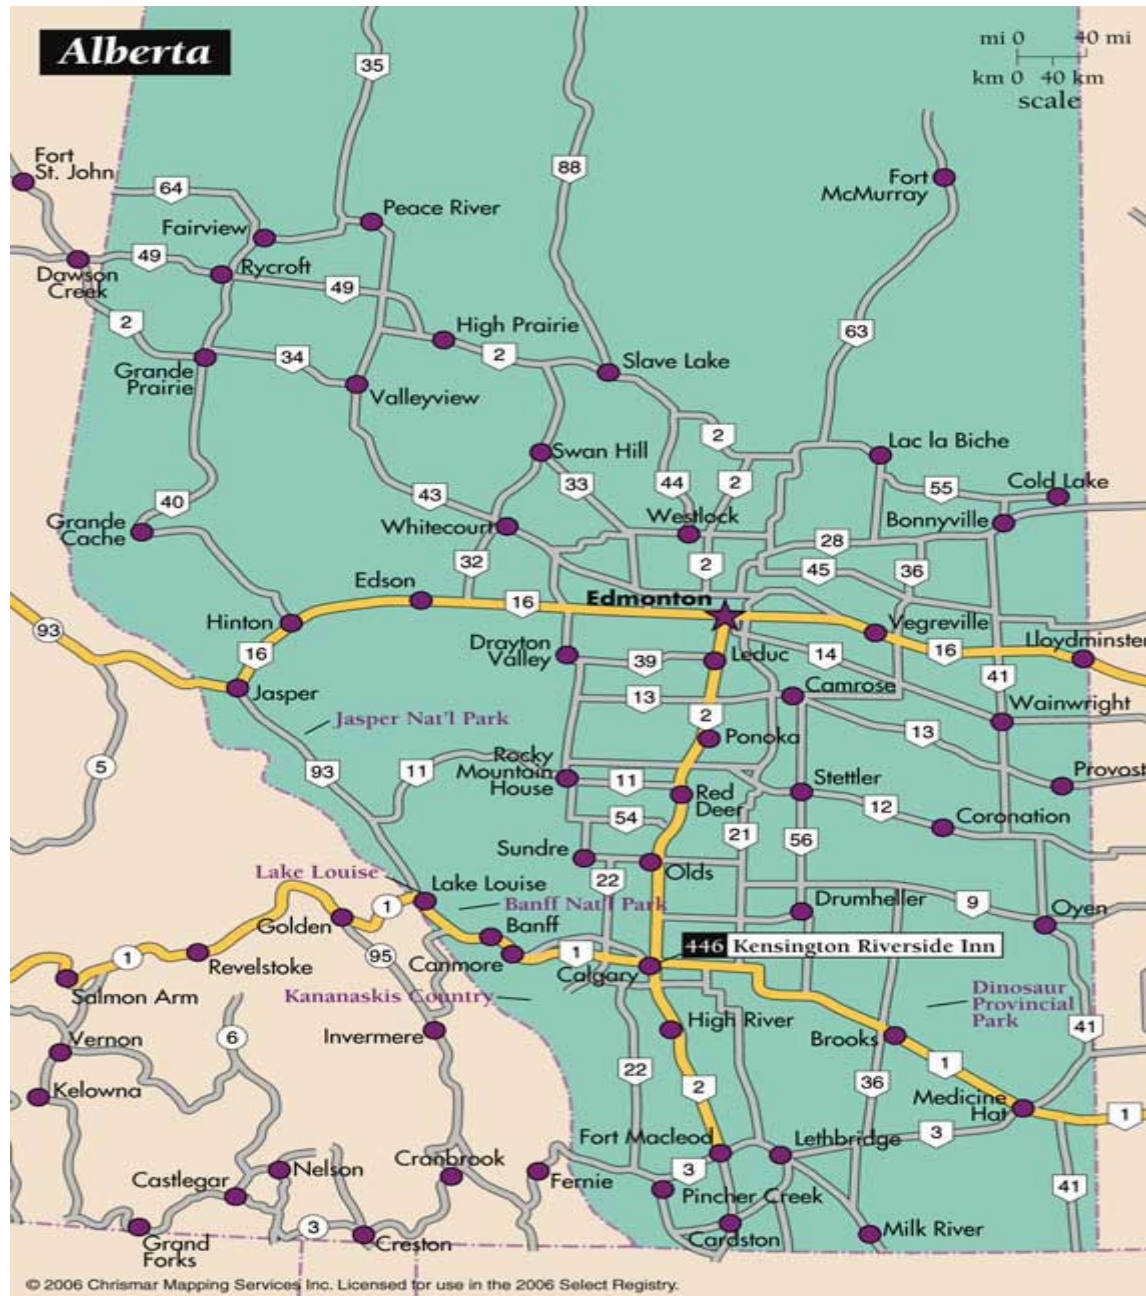 Alberta
mi 0 40 mi
km 0 40 km
scale
35
88
Fort
St. John
64
Fort
McMurray
Peace River
Fairview
49
Rycroft
Dawson
Creek
49
2
High Prairie
63
34
2
Slave Lake
Grande
Prairie
Valleyview
2
Lac la Biche
Swan Hill
33
44
2
55
Cold Lake
43
40
Grande
Cache
Whitecourt
Westlock
Bonnyville
28
32
2
45
36
Edson
16
Edmonton
93
Hinton
Vegreville
16
Drayton
Valley
39
Leduc
14
16
Lloydminster
41
Jasper
13
Camrose
Wainwright
Jasper Nat'l Park
2
Ponoka
13
5
93
11
Rocky
Mountain
House
11
Red
Deer
Stettler
Provost
12
Coronation
54
21
56
Sundre
Olds
22
Lake Louise
Lake Louise
Banff Nat'l Park
Drumheller
9
Oyen
1
Golden
Banff
446 Kensington Riverside Inn
1
Revelstoke
95
Canmore
1
Calgary
Salmon Arm
Kananaskis Country
Dinosaur
Provincial
Park
Vernon
6
Invermere
High River
Brooks
41
Kelowna
22
2
36
1
Medicine
Hat
1
Fort Macleod
Lethbridge
3
Nelson
Cranbrook
Castlegar
Fernie
3
Pincher Creek
41
3
Grand
Forks
Creston
Cardston
Milk River
© 2006 Chrismar Mapping Services Inc. Licensed for use in the 2006 Select Registry.